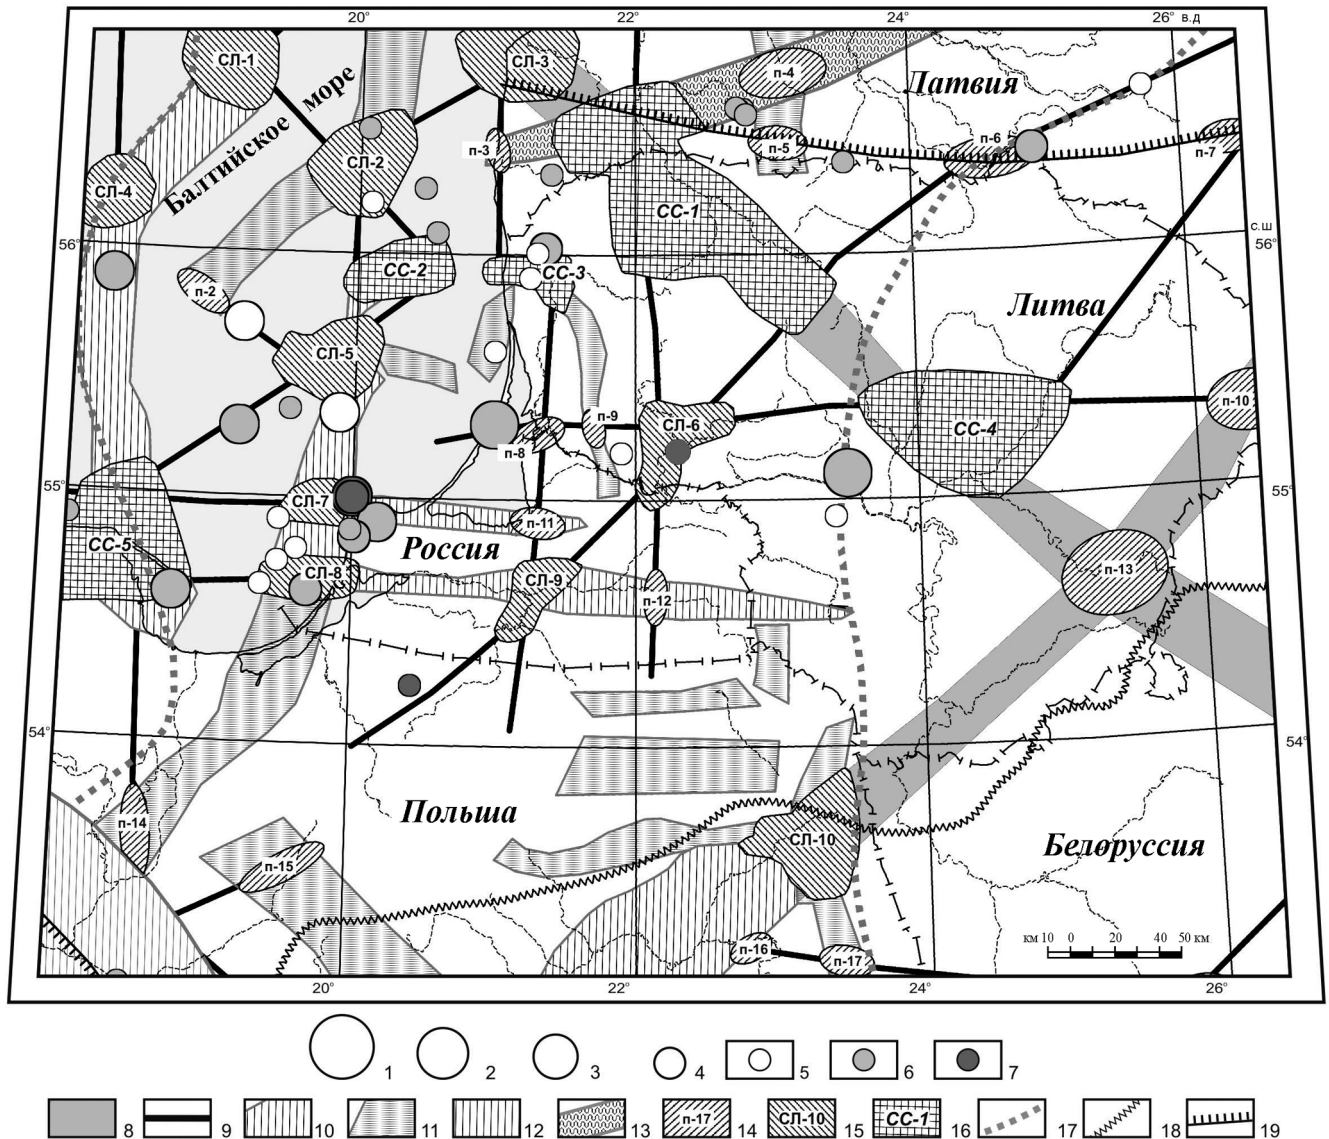 20° 22° 24° 26° в.д
СЛ-1 СЛ-3 п-4 Латвия
Балтийское море
СЛ-2 п-3 п-5 п-6 п-7
СЛ-4 СС-1
56° с.ш 56°
п-2 СС-2 СС-3
Литва
СЛ-5
п-9 п-10
п-8 СЛ-6 СС-4
55° СЛ-7 55°
СС-5 Россия п-11
СЛ-8 СЛ-9 п-12 п-13
54° 54°
п-14 Польша СЛ-10 Белоруссия
п-15
км 10 0 10 20 40 50 км
п-16 п-17
20° 22° 24° 26°
1 2 3 4 5 6 7
8 9 10 11 12 13 п-17 14 СЛ-10 15 СС-1 16 17 18 19